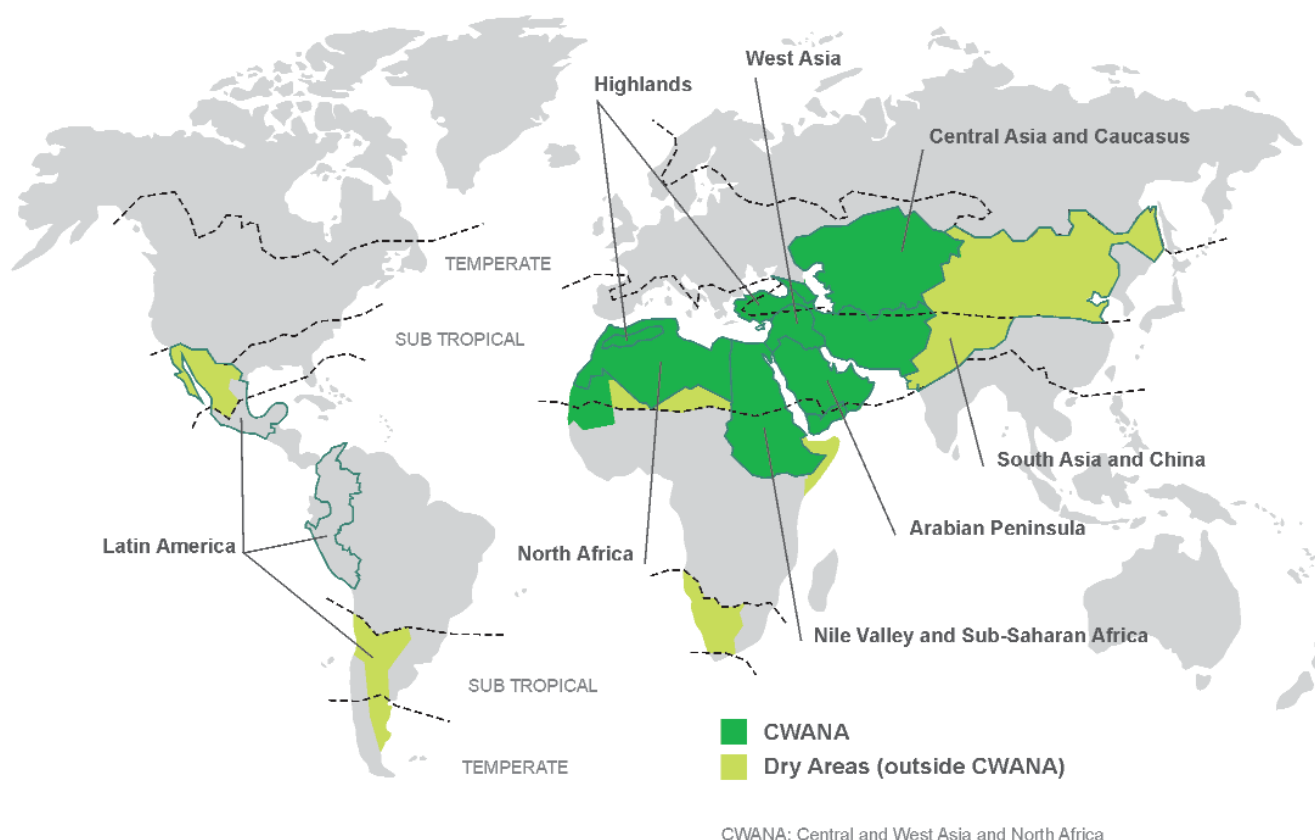 West Asia
Highlands
Central Asia and Caucasus
TEMPERATE
SUB TROPICAL
South Asia and China
Arabian Peninsula
Latin America
North Africa
Nile Valley and Sub-Saharan Africa
SUB TROPICAL
CWANA
TEMPERATE
Dry Areas (outside CWANA)
CWANA: Central and West Asia and North Africa